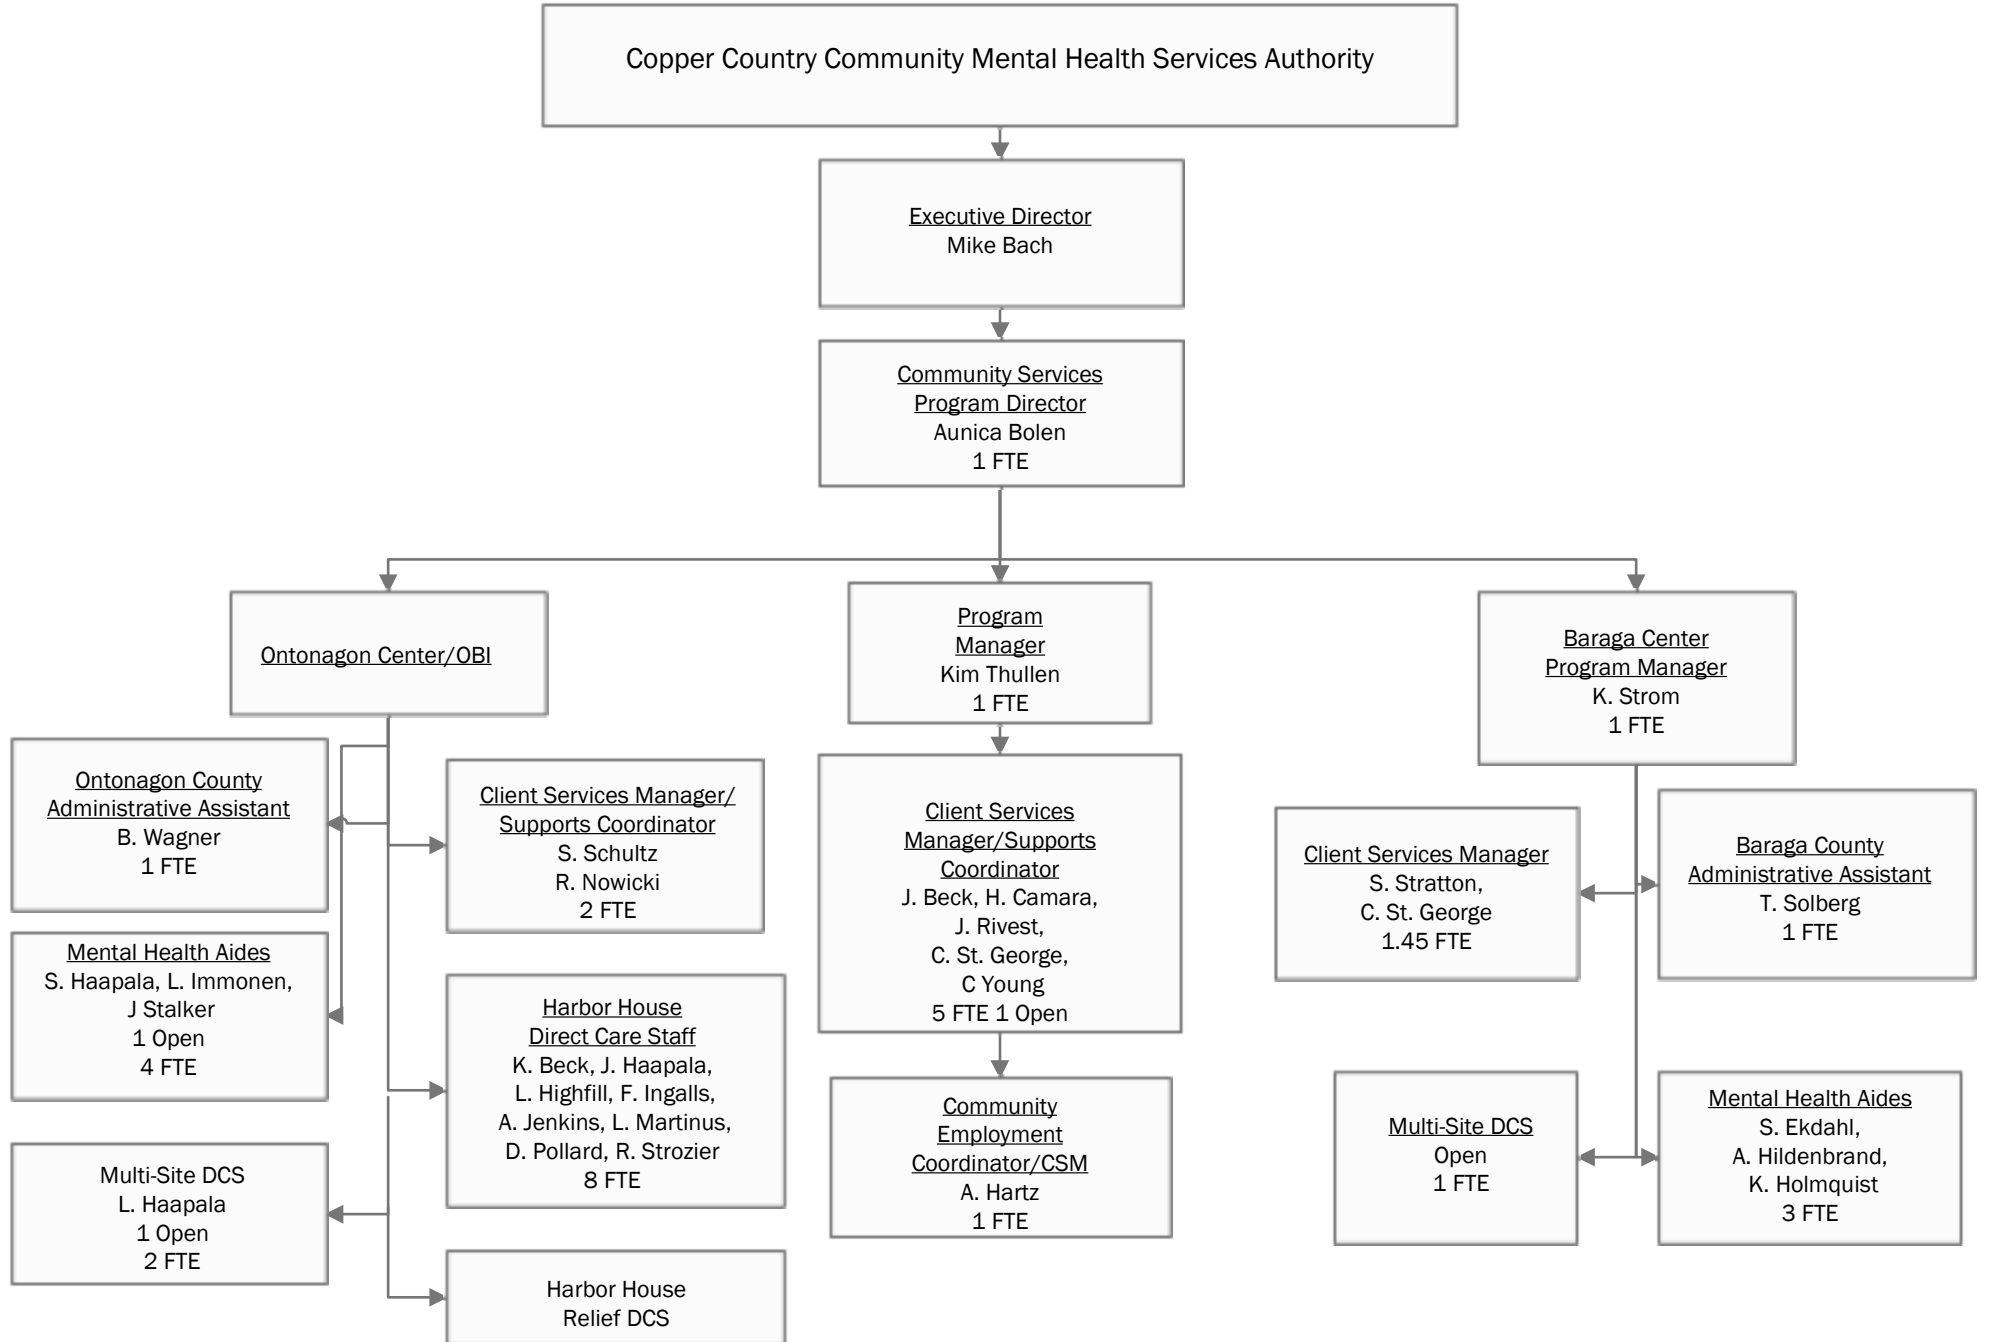 Copper Country Community Mental Health Services Authority
Executive Director
Mike Bach
Community Services
Program Director
Aunica Bolen
1 FTE
Ontonagon Center/OBI
Program
Manager
Kim Thullen
1 FTE
Baraga Center
Program Manager
K. Strom
1 FTE
Ontonagon County
Administrative Assistant
B. Wagner
1 FTE
Client Services Manager/
Supports Coordinator
S. Schultz
R. Nowicki
2 FTE
Mental Health Aides
S. Haapala, L. Immonen,
J Stalker
1 Open
4 FTE
Harbor House
Direct Care Staff
K. Beck, J. Haapala,
L. Highfill, F. Ingalls,
A. Jenkins, L. Martinus,
D. Pollard, R. Strozier
8 FTE
Multi-Site DCS
L. Haapala
1 Open
2 FTE
Harbor House
Relief DCS
Client Services
Manager/Supports
Coordinator
J. Beck, H. Camara,
J. Rivest,
C. St. George,
C Young
5 FTE 1 Open
Community
Employment
Coordinator/CSM
A. Hartz
1 FTE
Client Services Manager
S. Stratton,
C. St. George
1.45 FTE
Baraga County
Administrative Assistant
T. Solberg
1 FTE
Multi-Site DCS
Open
1 FTE
Mental Health Aides
S. Ekdahl,
A. Hildenbrand,
K. Holmquist
3 FTE